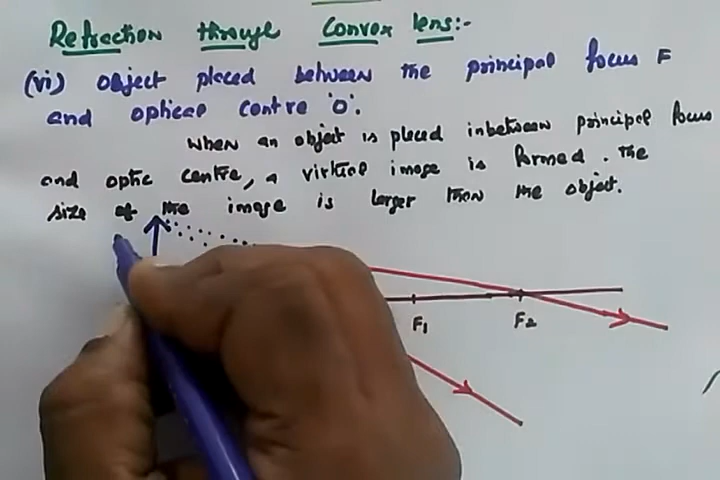 Refraction through Convex lens:-
(vi) object placed between the principal focus F
and optical centre 'O'.
When an object is placed inbetween principal focus
and optic centre, a virtual image is formed. The
size of the image is larger than the object.
F1
F2